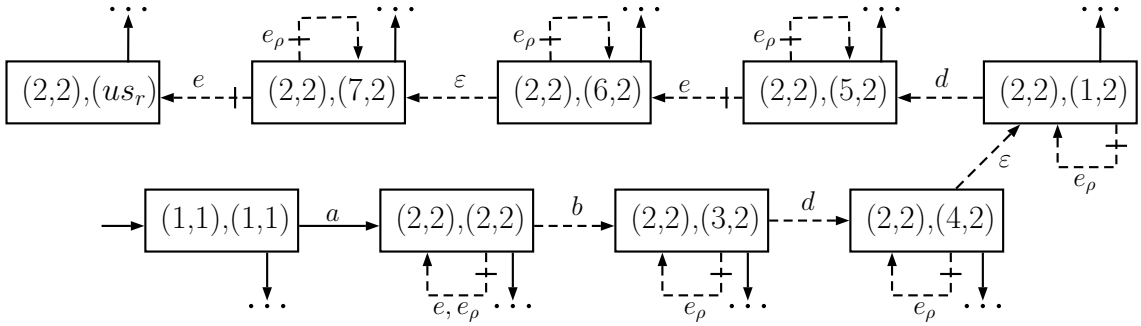 ... ... ... ... ...
e_ρ e_ρ e_ρ
(2,2),(us_r) e (2,2),(7,2) ε (2,2),(6,2) e (2,2),(5,2) d (2,2),(1,2)
ε e_ρ
(1,1),(1,1) a (2,2),(2,2) b (2,2),(3,2) d (2,2),(4,2)
... e, e_ρ ... e_ρ ... e_ρ ...